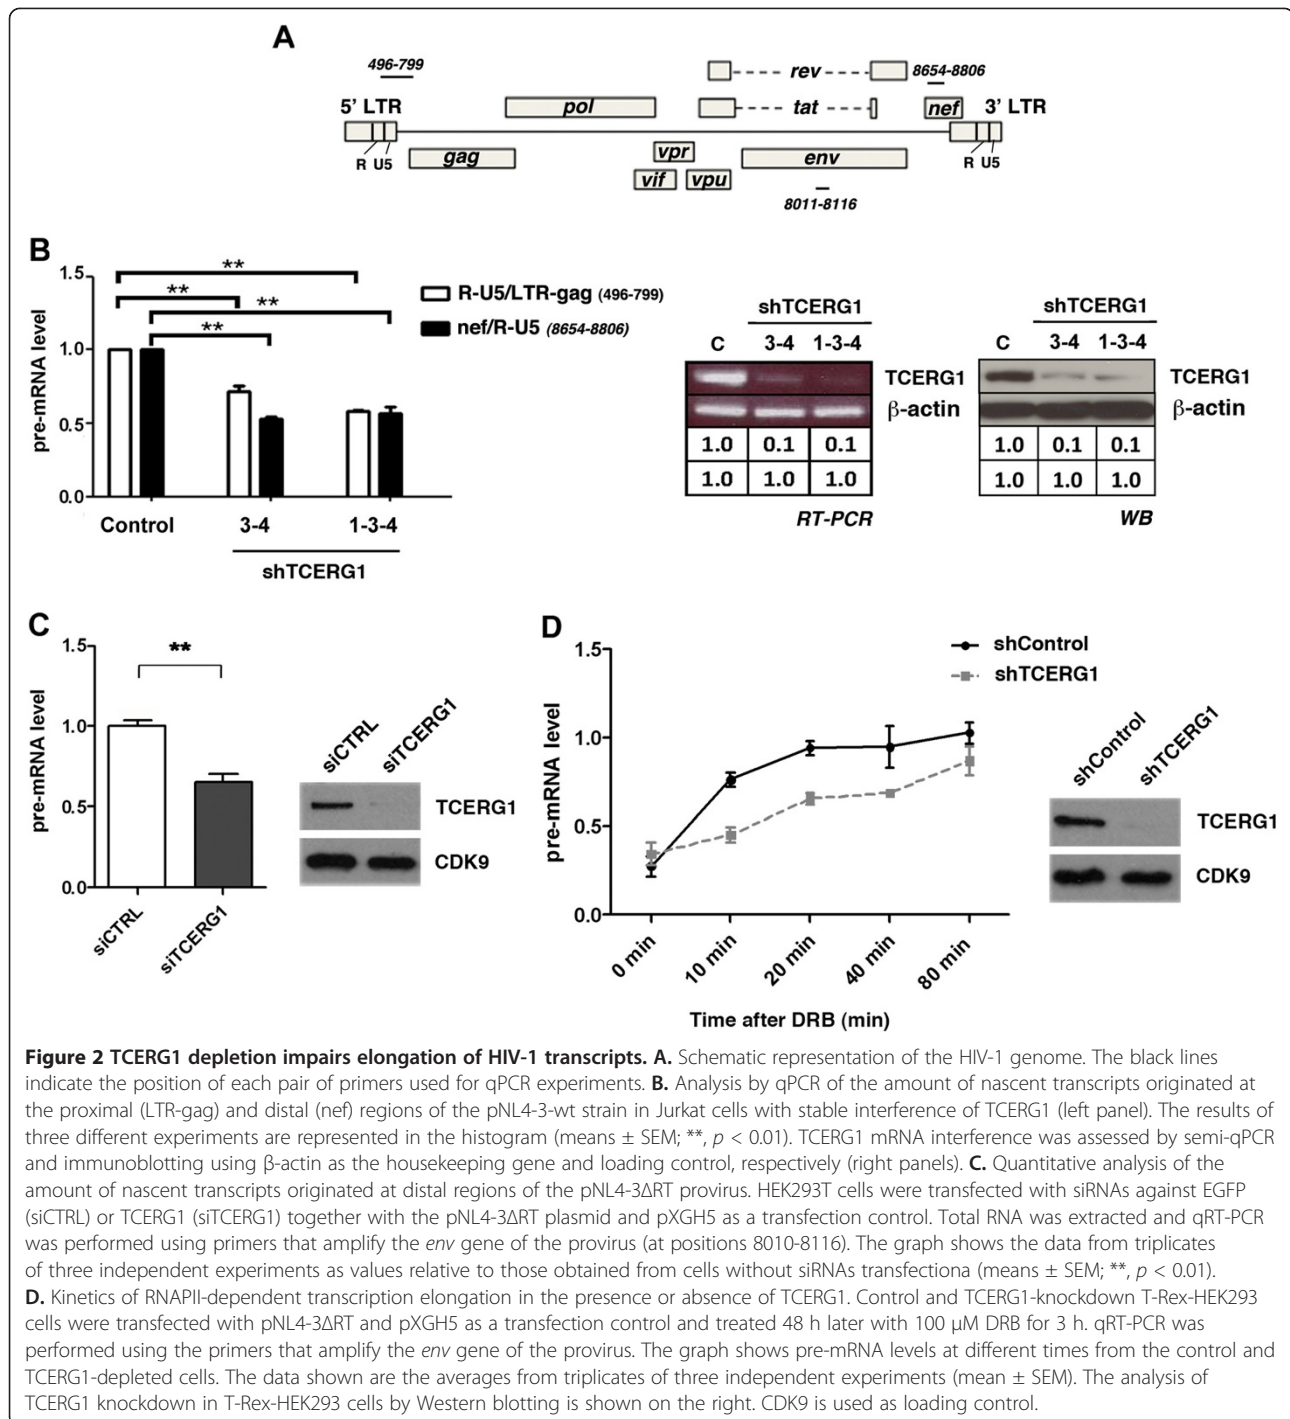 A
496-799
rev
8654-8806
5' LTR
pol
tat
nef
3' LTR
R U5
gag
vpr
env
R U5
vif
vpu
8011-8116
B
1.5
1.0
0.5
0.0
pre-mRNA level
**
**
**
**
R-U5/LTR-gag (496-799)
nef/R-U5 (8654-8806)
Control
3-4
1-3-4
shTCERG1
shTCERG1
C 3-4 1-3-4
TCERG1
β-actin
1.0 0.1 0.1
1.0 1.0 1.0
RT-PCR
shTCERG1
C 3-4 1-3-4
TCERG1
β-actin
1.0 0.1 0.1
1.0 1.0 1.0
WB
C
1.5
1.0
0.5
0.0
pre-mRNA level
**
siCTRL
siTCERG1
siCTRL
siTCERG1
TCERG1
CDK9
D
1.5
1.0
0.5
0.0
pre-mRNA level
shControl
shTCERG1
0 min
10 min
20 min
40 min
80 min
Time after DRB (min)
shControl
shTCERG1
TCERG1
CDK9
Figure 2 TCERG1 depletion impairs elongation of HIV-1 transcripts. A. Schematic representation of the HIV-1 genome. The black lines
indicate the position of each pair of primers used for qPCR experiments. B. Analysis by qPCR of the amount of nascent transcripts originated at
the proximal (LTR-gag) and distal (nef) regions of the pNL4-3-wt strain in Jurkat cells with stable interference of TCERG1 (left panel). The results of
three different experiments are represented in the histogram (means ± SEM; **, p < 0.01). TCERG1 mRNA interference was assessed by semi-qPCR
and immunoblotting using β-actin as the housekeeping gene and loading control, respectively (right panels). C. Quantitative analysis of the
amount of nascent transcripts originated at distal regions of the pNL4-3ΔRT provirus. HEK293T cells were transfected with siRNAs against EGFP
(siCTRL) or TCERG1 (siTCERG1) together with the pNL4-3ΔRT plasmid and pXGH5 as a transfection control. Total RNA was extracted and qRT-PCR
was performed using primers that amplify the env gene of the provirus (at positions 8010-8116). The graph shows the data from triplicates
of three independent experiments as values relative to those obtained from cells without siRNAs transfectiona (means ± SEM; **, p < 0.01).
D. Kinetics of RNAPII-dependent transcription elongation in the presence or absence of TCERG1. Control and TCERG1-knockdown T-Rex-HEK293
cells were transfected with pNL4-3ΔRT and pXGH5 as a transfection control and treated 48 h later with 100 μM DRB for 3 h. qRT-PCR was
performed using the primers that amplify the env gene of the provirus. The graph shows pre-mRNA levels at different times from the control and
TCERG1-depleted cells. The data shown are the averages from triplicates of three independent experiments (mean ± SEM). The analysis of
TCERG1 knockdown in T-Rex-HEK293 cells by Western blotting is shown on the right. CDK9 is used as loading control.